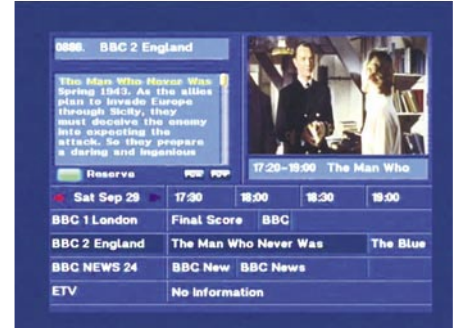 0886. BBC 2 England
The Man Who Never Was
Spring 1943. As the allies
plan to invade Europe
through Sicily, they
must deceive the enemy
into expecting the
attack. So they prepare
a daring and ingenious
Reserve
17:20-19:00 The Man Who
Sat Sep 29 17:30 18:00 18:30 19:00
BBC 1 London Final Score BBC
BBC 2 England The Man Who Never Was The Blue
BBC NEWS 24 BBC New BBC News
ETV No Information